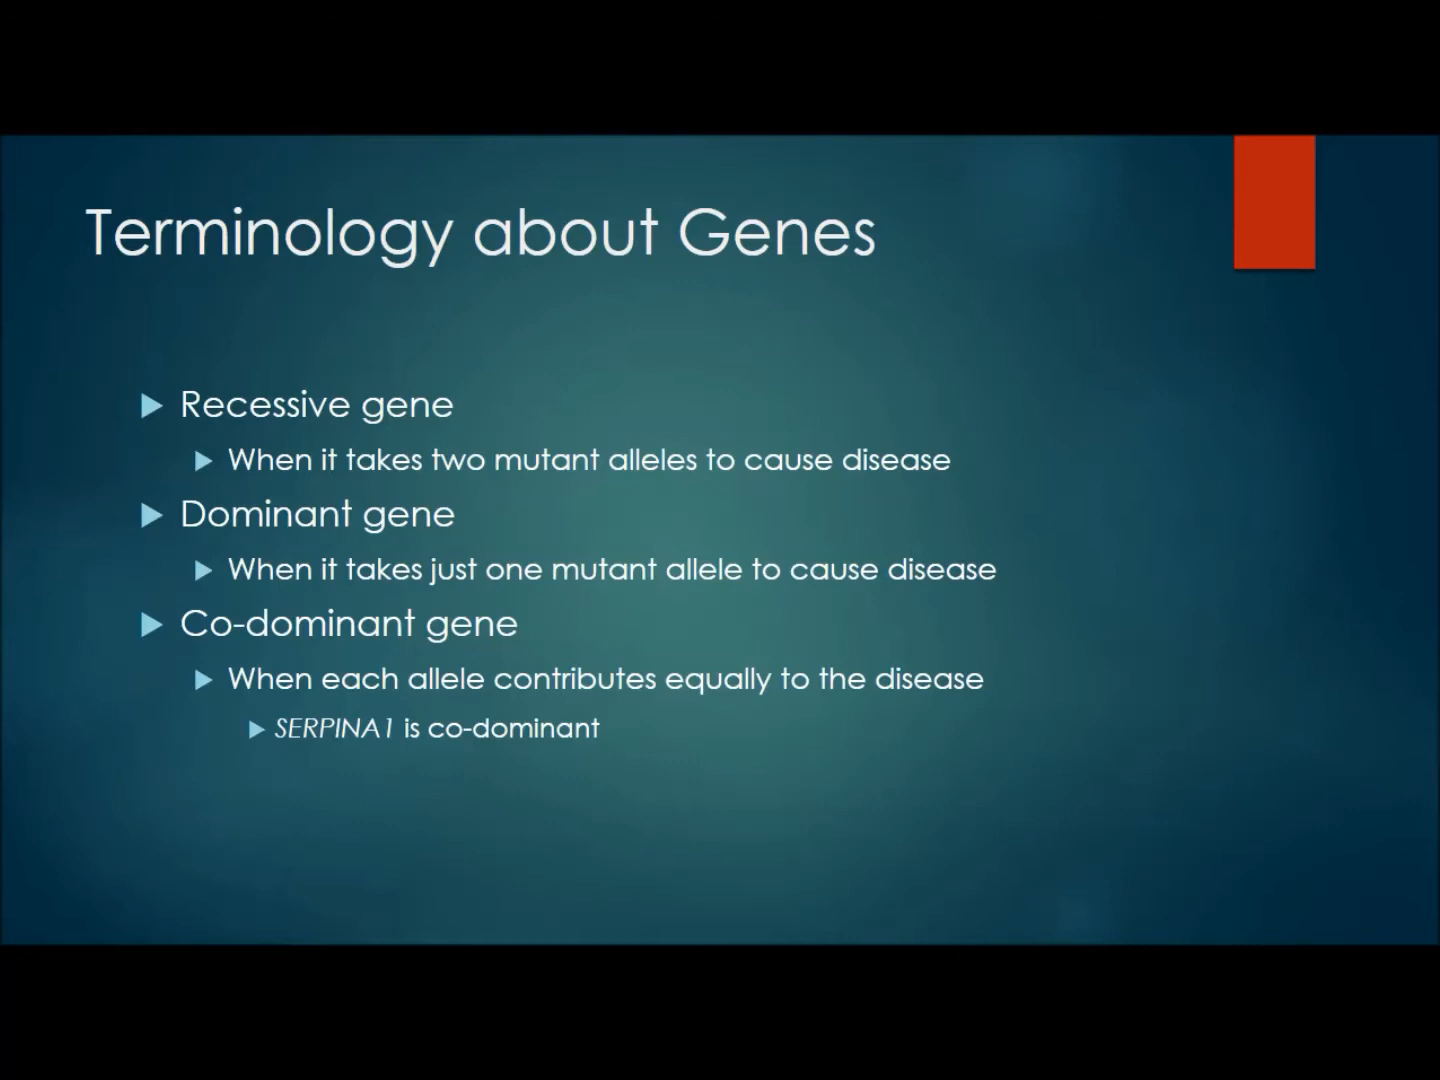 Terminology about Genes
Recessive gene
When it takes two mutant alleles to cause disease
Dominant gene
When it takes just one mutant allele to cause disease
Co-dominant gene
When each allele contributes equally to the disease
SERPINA1 is co-dominant